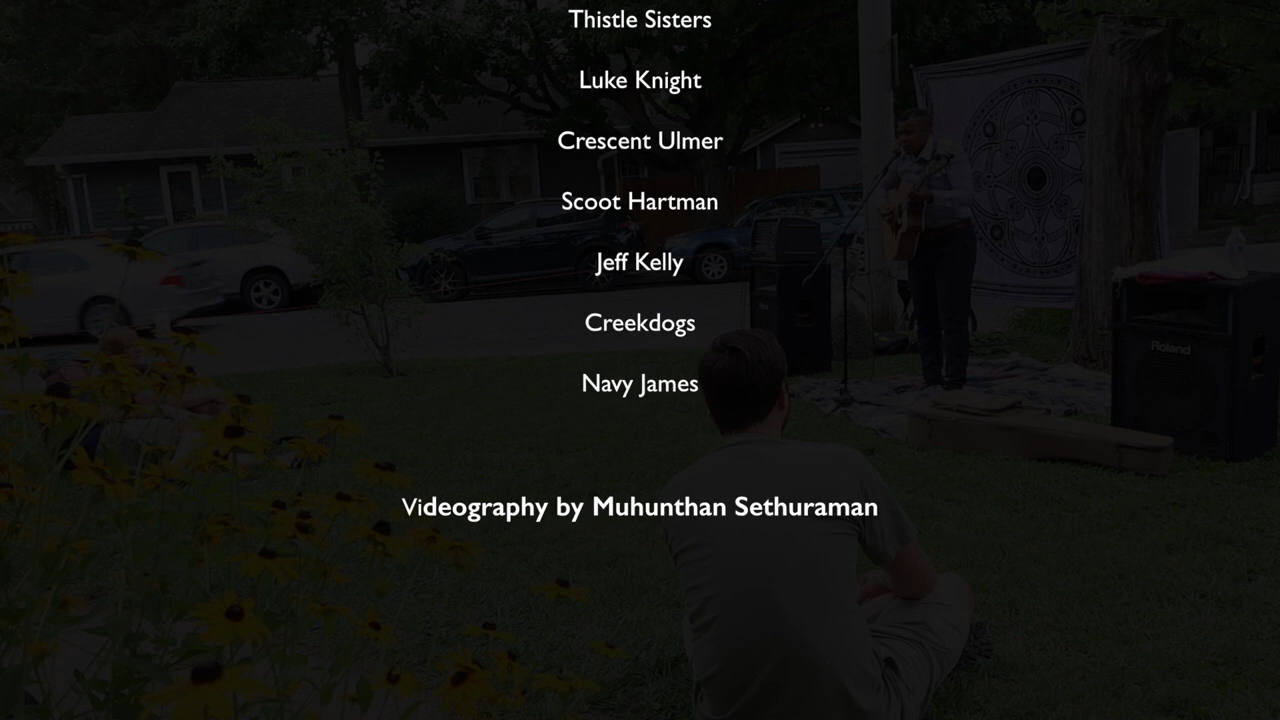 Thistle Sisters
Luke Knight
Crescent Ulmer
Scoot Hartman
Jeff Kelly
Creekdogs
Navy James
Roland
Videography by Muhunthan Sethuraman